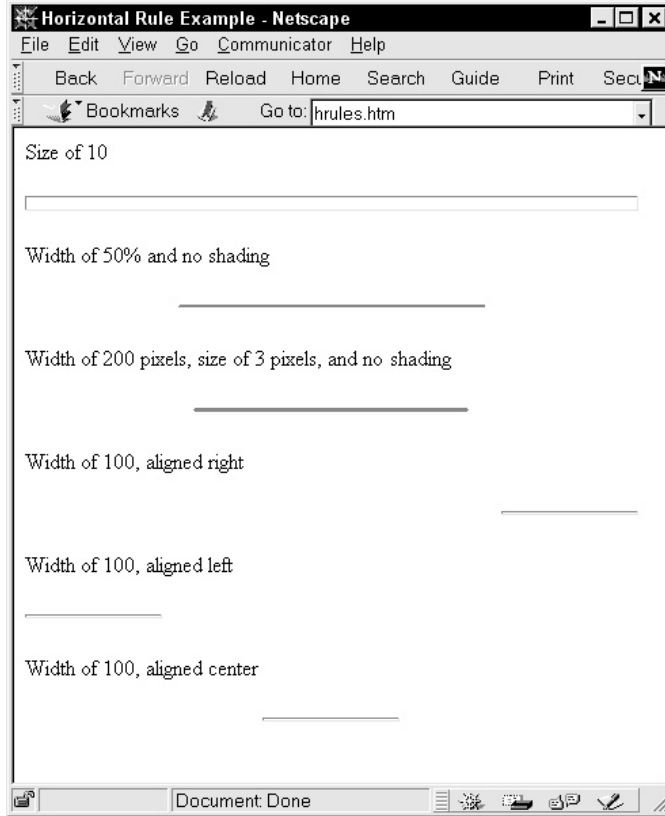 Horizontal Rule Example - Netscape
File Edit View Go Communicator Help
Back Forward Reload Home Search Guide Print Secu
N
Bookmarks Go to: hrules.htm
Size of 10
Width of 50% and no shading
Width of 200 pixels, size of 3 pixels, and no shading
Width of 100, aligned right
Width of 100, aligned left
Width of 100, aligned center
Document: Done